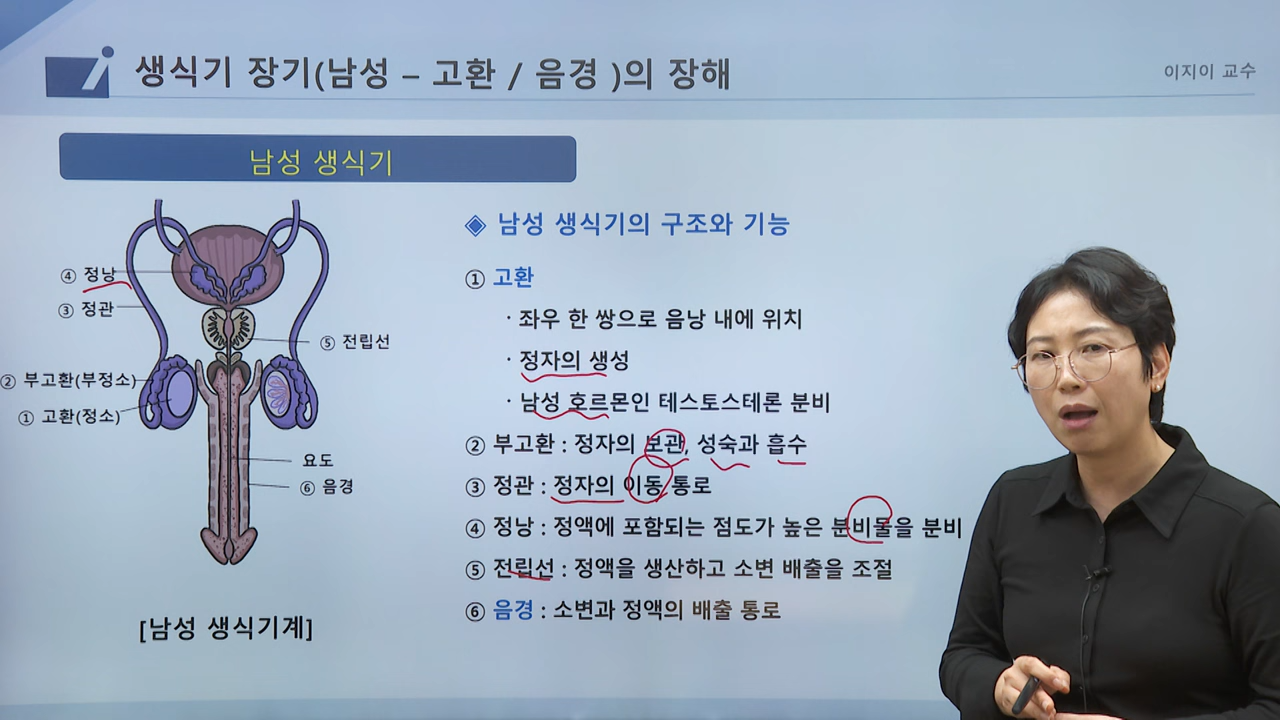 생식기 장기(남성 – 고환 / 음경 )의 장해
이지이 교수
남성 생식기
④ 정낭
③ 정관
⑤ 전립선
② 부고환(부정소)
① 고환(정소)
요도
⑥ 음경
[남성 생식기계]
◈ 남성 생식기의 구조와 기능
① 고환
· 좌우 한 쌍으로 음낭 내에 위치
· 정자의 생성
· 남성 호르몬인 테스토스테론 분비
② 부고환 : 정자의 보관, 성숙과 흡수
③ 정관 : 정자의 이동 통로
④ 정낭 : 정액에 포함되는 점도가 높은 분비물을 분비
⑤ 전립선 : 정액을 생산하고 소변 배출을 조절
⑥ 음경 : 소변과 정액의 배출 통로